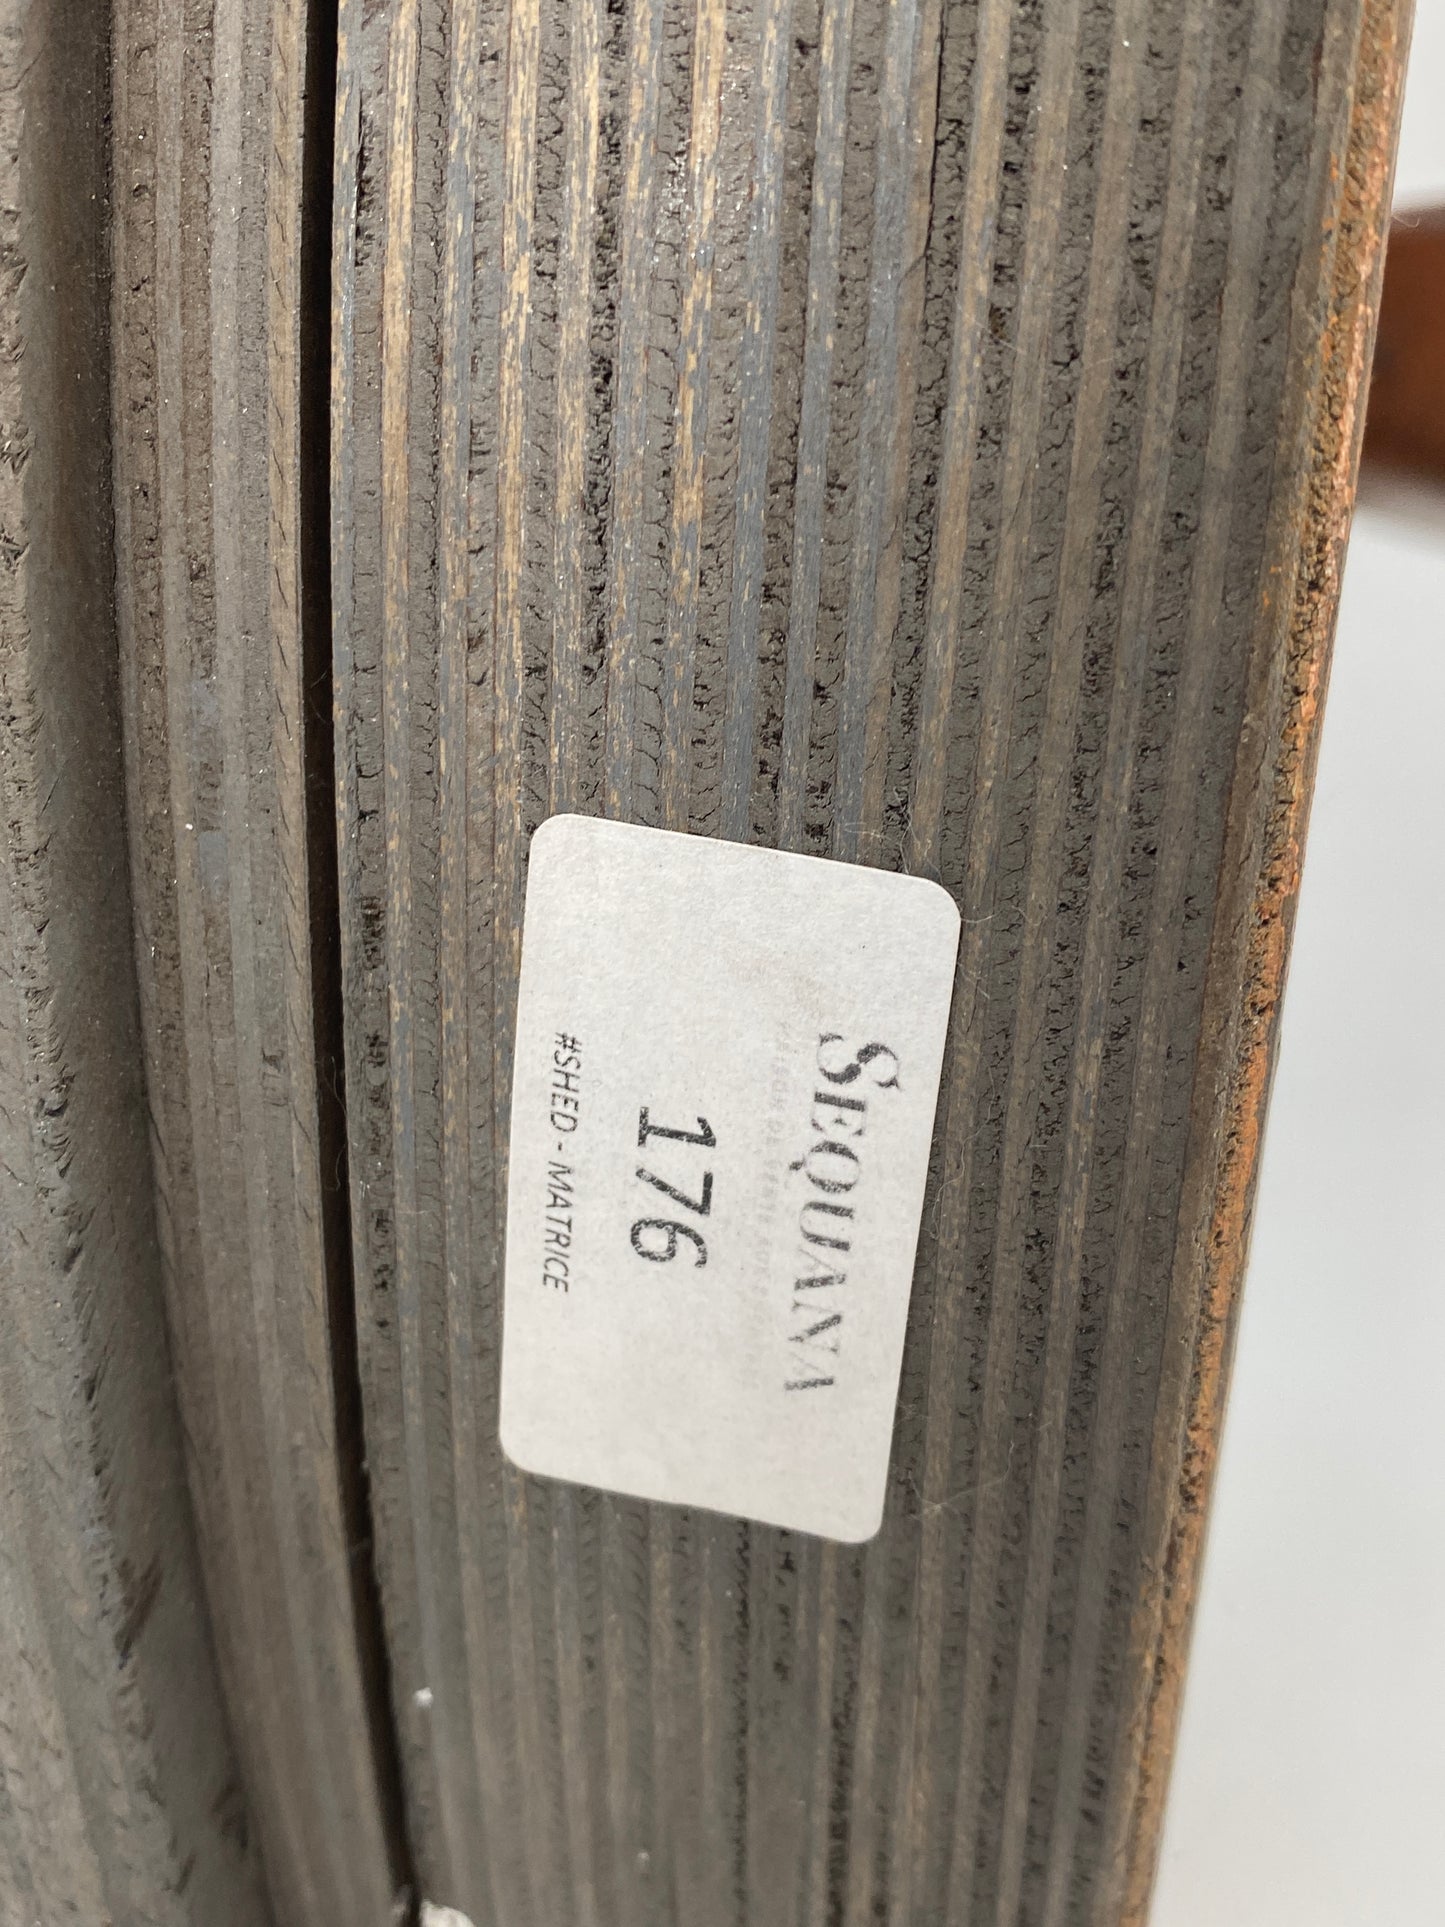 SEQUANA
176
#SHED - MATRICE